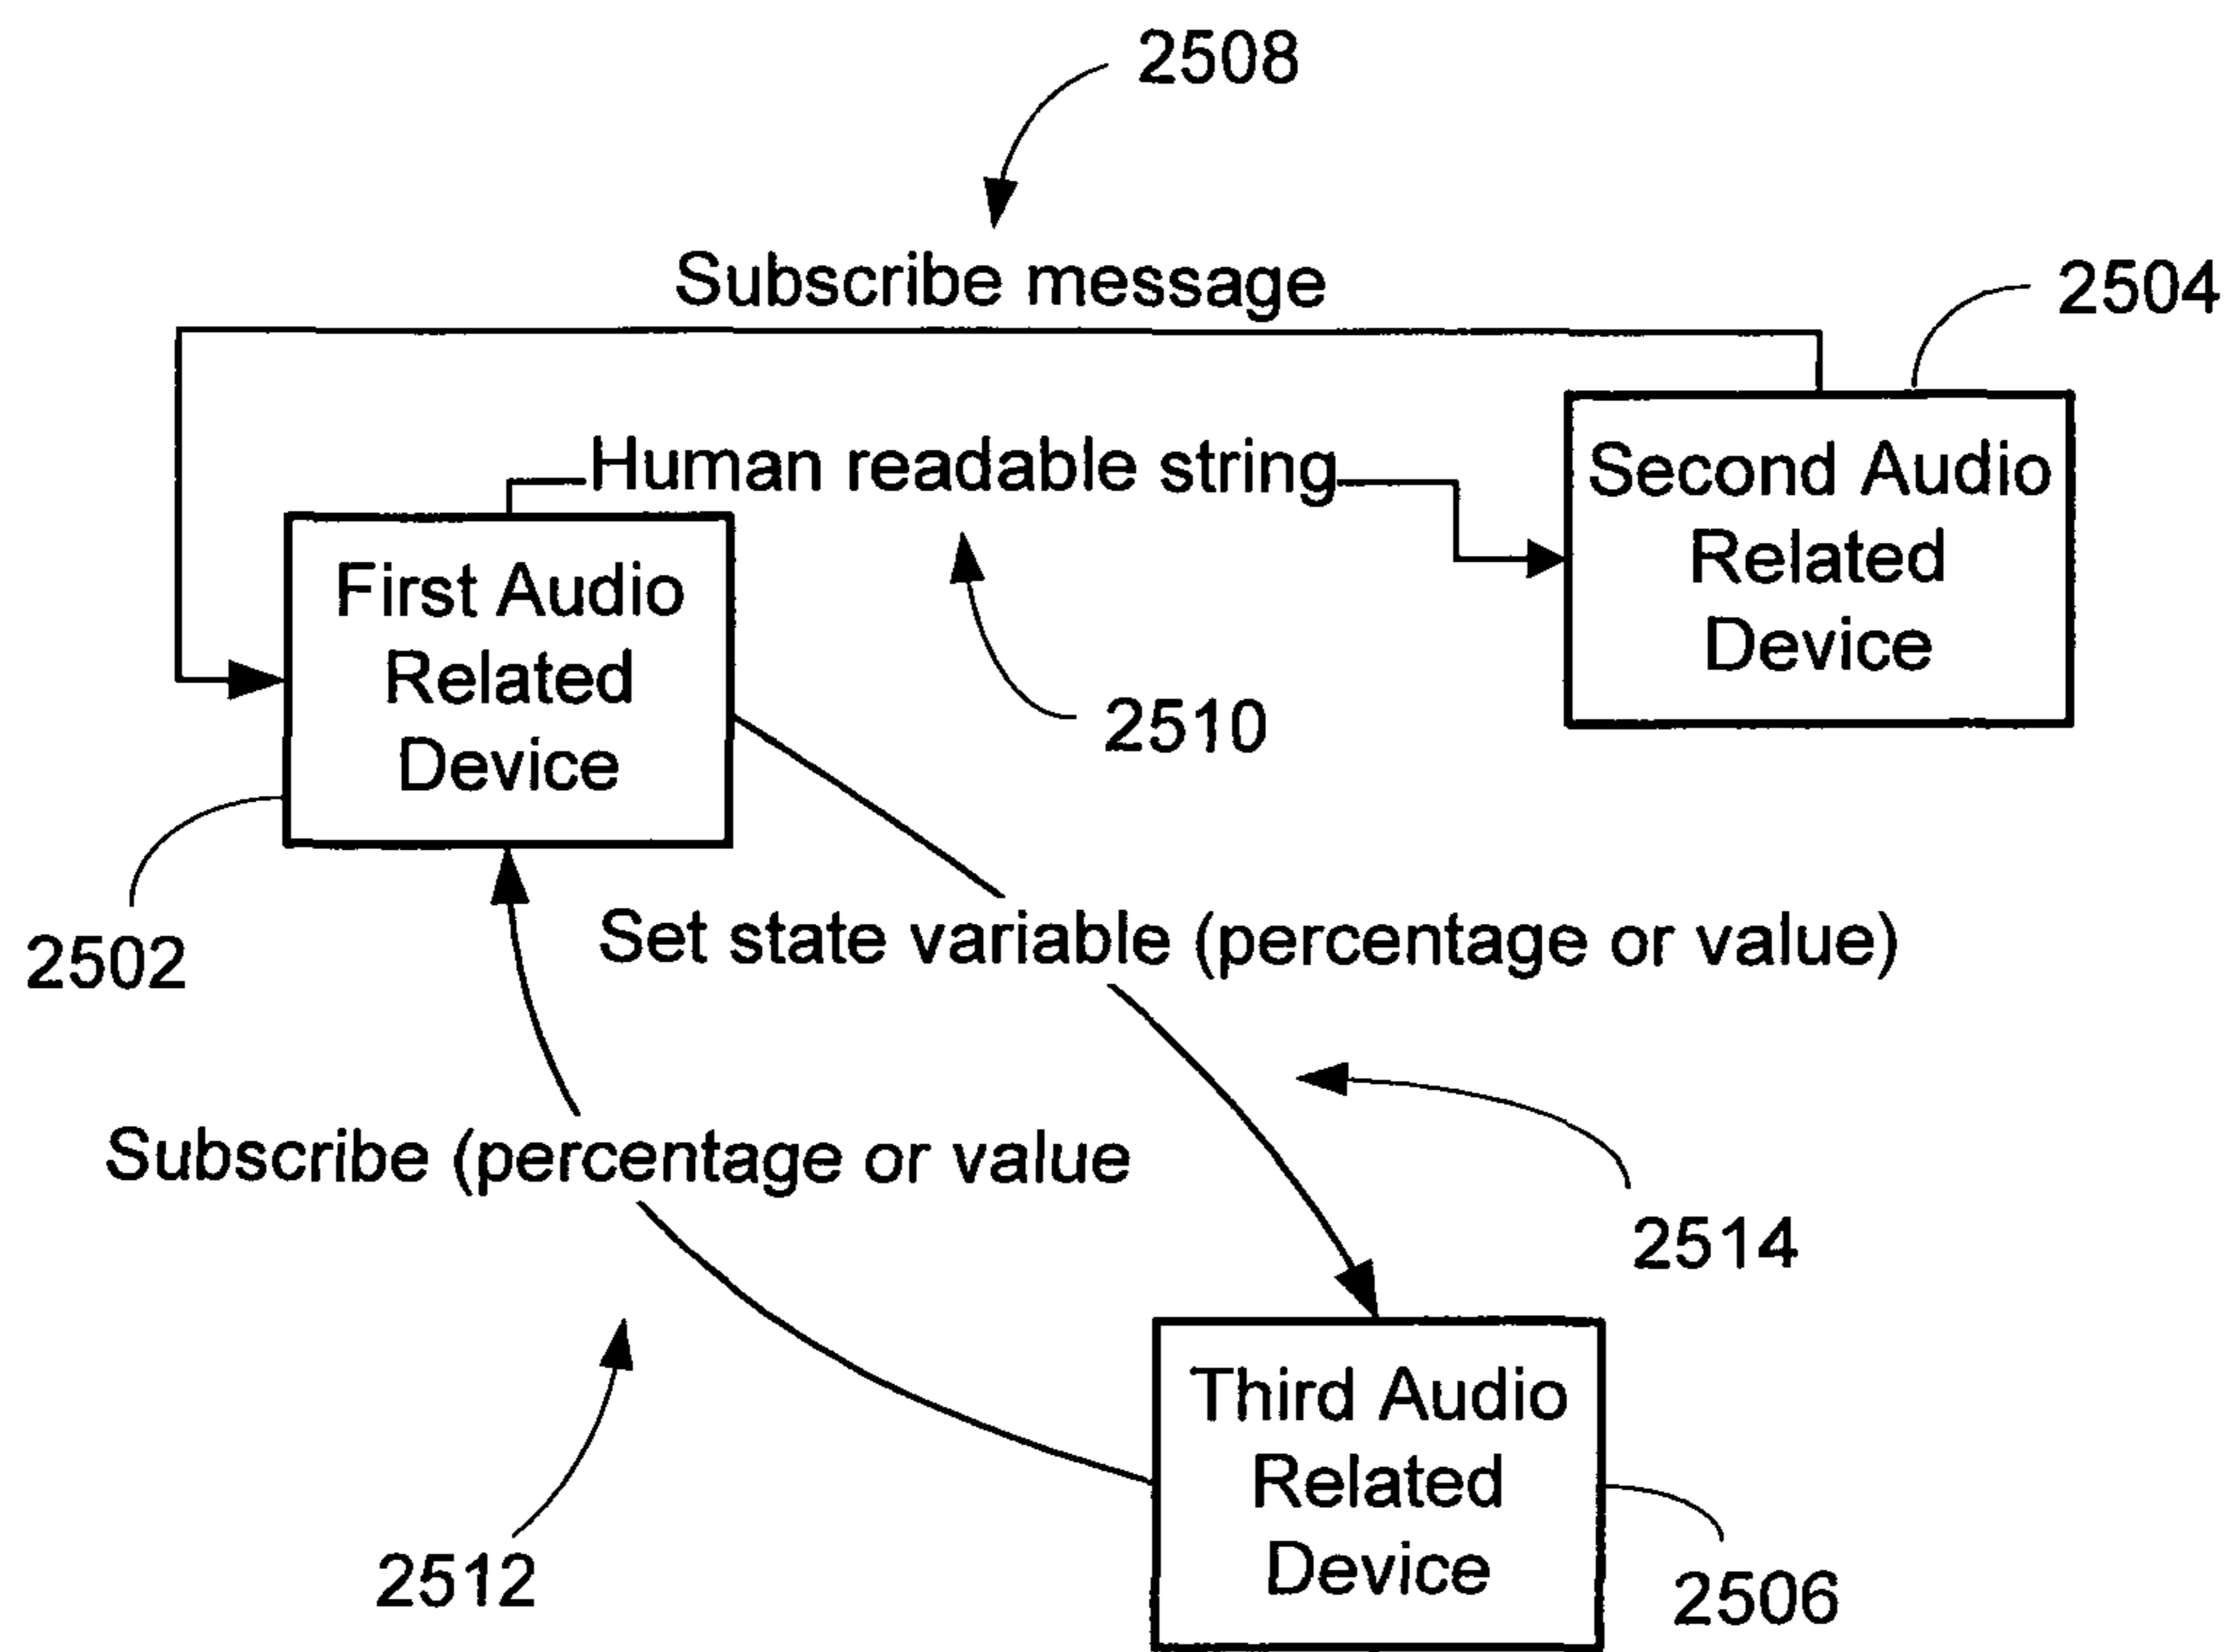 2508
Subscribe message
2504
Human readable string
Second Audio
Related
Device
First Audio
Related
Device
2510
2502
Set state variable (percentage or value)
Subscribe (percentage or value
2514
Third Audio
Related
Device
2512
2506